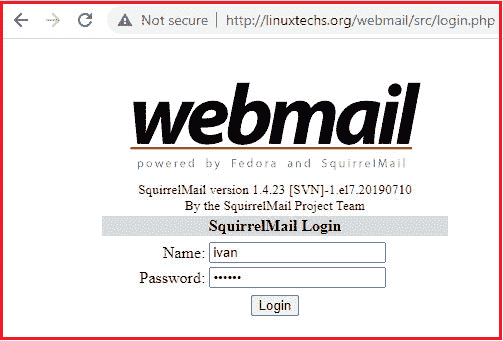 Not secure | http://linuxtechs.org/webmail/src/login.php
webmail
powered by Fedora and SquirrelMail
SquirrelMail version 1.4.23 [SVN]-1.el7.20190710
By the SquirrelMail Project Team
SquirrelMail Login
Name: ivan
Password: ••••••
Login